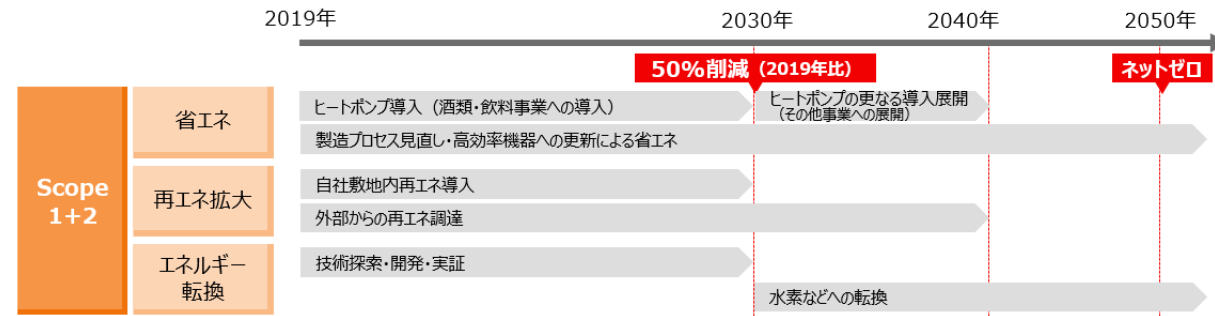 2019年
2030年
2040年
2050年
50%削減（2019年比）
ネットゼロ
Scope
1+2
省エネ
ヒートポンプ導入（酒類・飲料事業への導入）
ヒートポンプの更なる導入展開
（その他事業への展開）
製造プロセス見直し・高効率機器への更新による省エネ
再エネ拡大
自社敷地内再エネ導入
外部からの再エネ調達
エネルギー
転換
技術探索・開発・実証
水素などへの転換